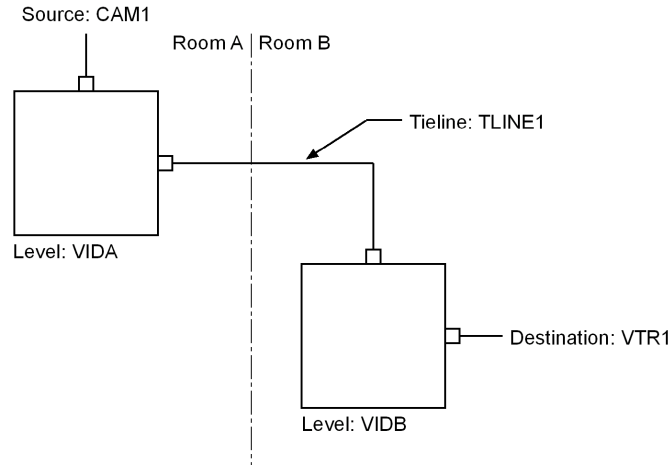 Source: CAM1
Room A
Room B
Tieline: TLINE1
Level: VIDA
Destination: VTR1
Level: VIDB